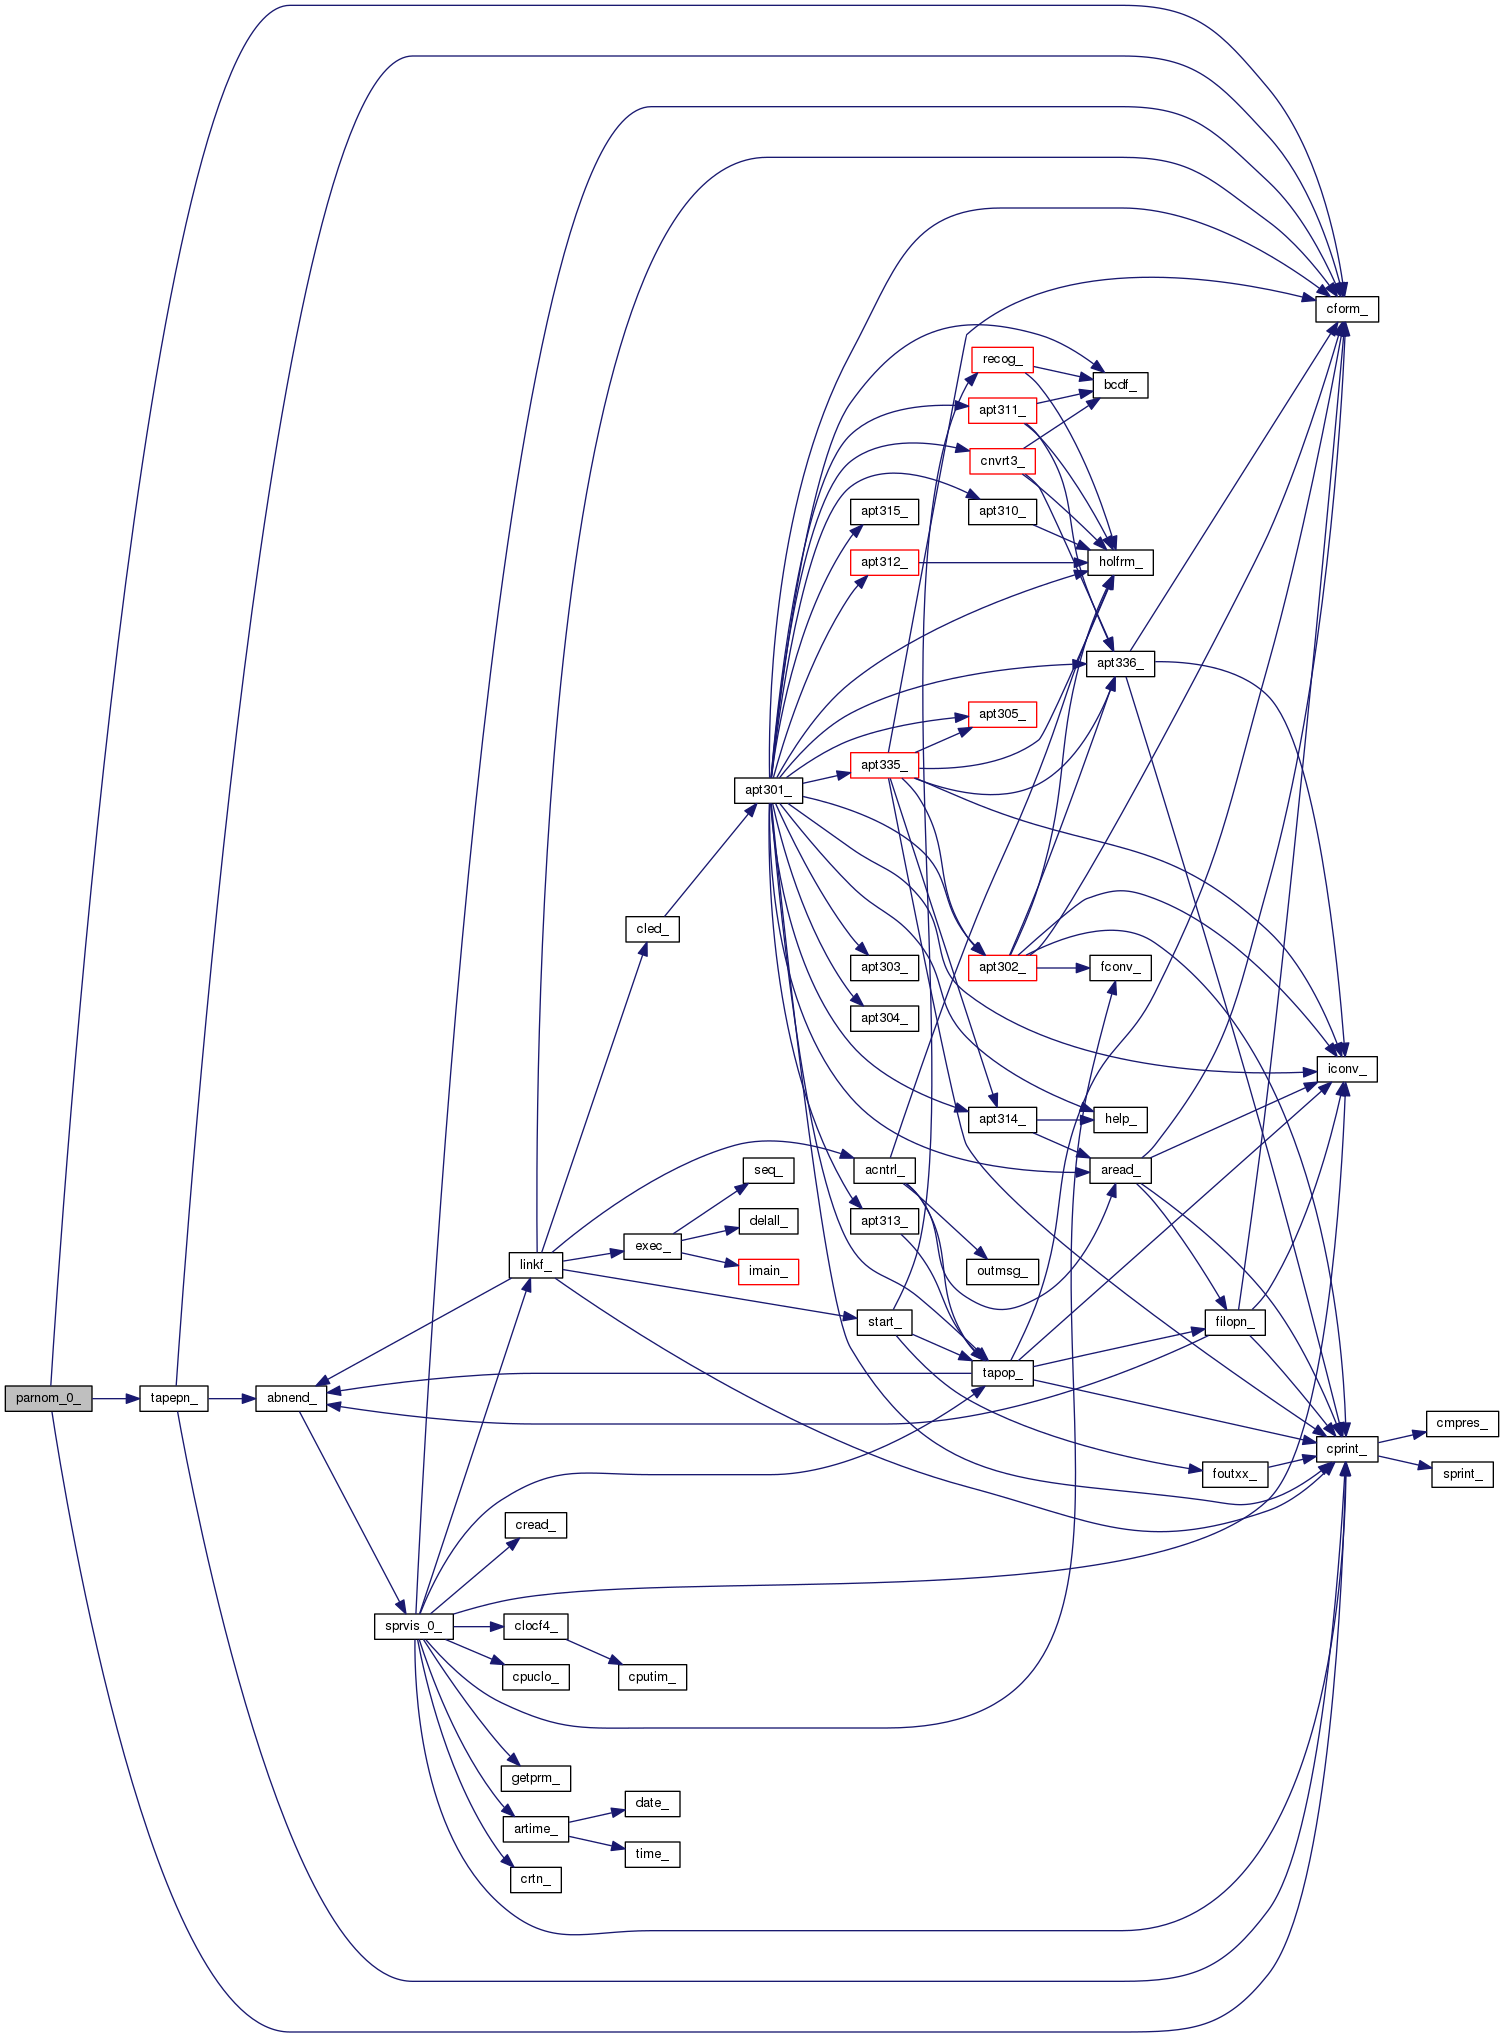 cform_
recog_
bcdf_
apt311_
cnvrt3_
apt315_
apt310_
apt312_
holfrm_
apt336_
apt305_
apt335_
apt301_
cled_
apt303_
apt302_
fconv_
apt304_
iconv_
apt314_
help_
seq_
acntrl_
aread_
delall_
apt313_
exec_
linkf_
imain_
outmsg_
start_
filopn_
tapop_
parnom_0_
tapepn_
abnend_
cmpres_
cprint_
foutxx_
sprint_
cread_
sprvis_0_
clocf4_
cpuclo_
cputim_
getprm_
date_
artime_
time_
crtn_